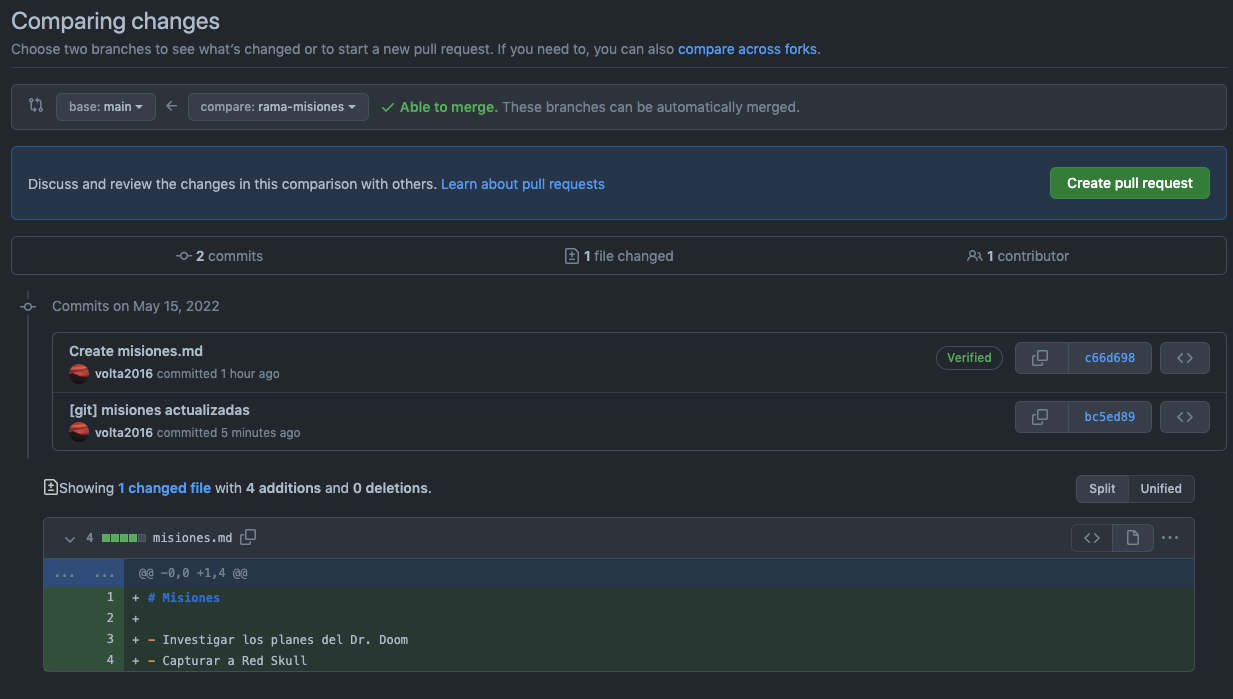 Comparing changes
Choose two branches to see what's changed or to start a new pull request. If you need to, you can also compare across forks.
base: main compare: rama-misiones Able to merge. These branches can be automatically merged.
Discuss and review the changes in this comparison with others. Learn about pull requests Create pull request
2 commits 1 file changed 1 contributor
Commits on May 15, 2022
Create misiones.md
volta2016 committed 1 hour ago
Verified c66d698
[git] misiones actualizadas
volta2016 committed 5 minutes ago
bc5ed89
Showing 1 changed file with 4 additions and 0 deletions. Split Unified
4 misiones.md
... ... @@ -0,0 +1,4 @@
1 + # Misiones
2 +
3 + - Investigar los planes del Dr. Doom
4 + - Capturar a Red Skull